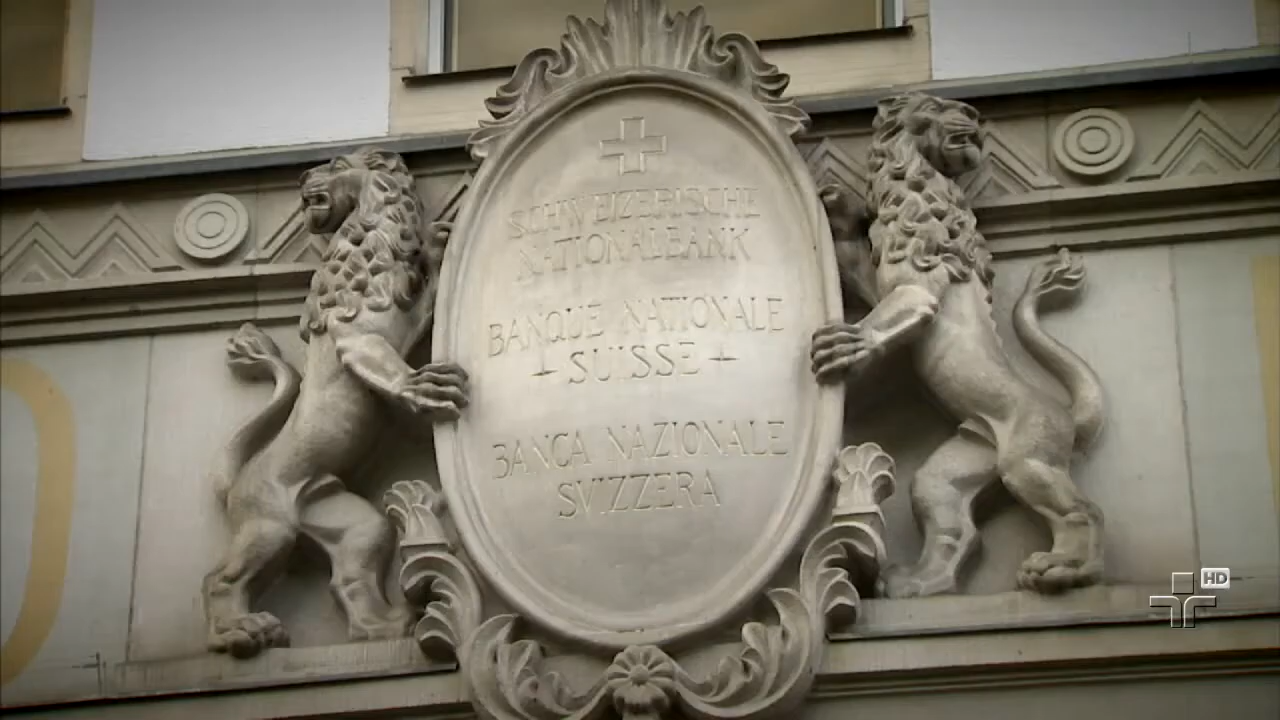 SCHWEIZERISCHE
NATIONALBANK
BANQUE NATIONALE
SUISSE
BANCA NAZIONALE
SVIZZERA
HD